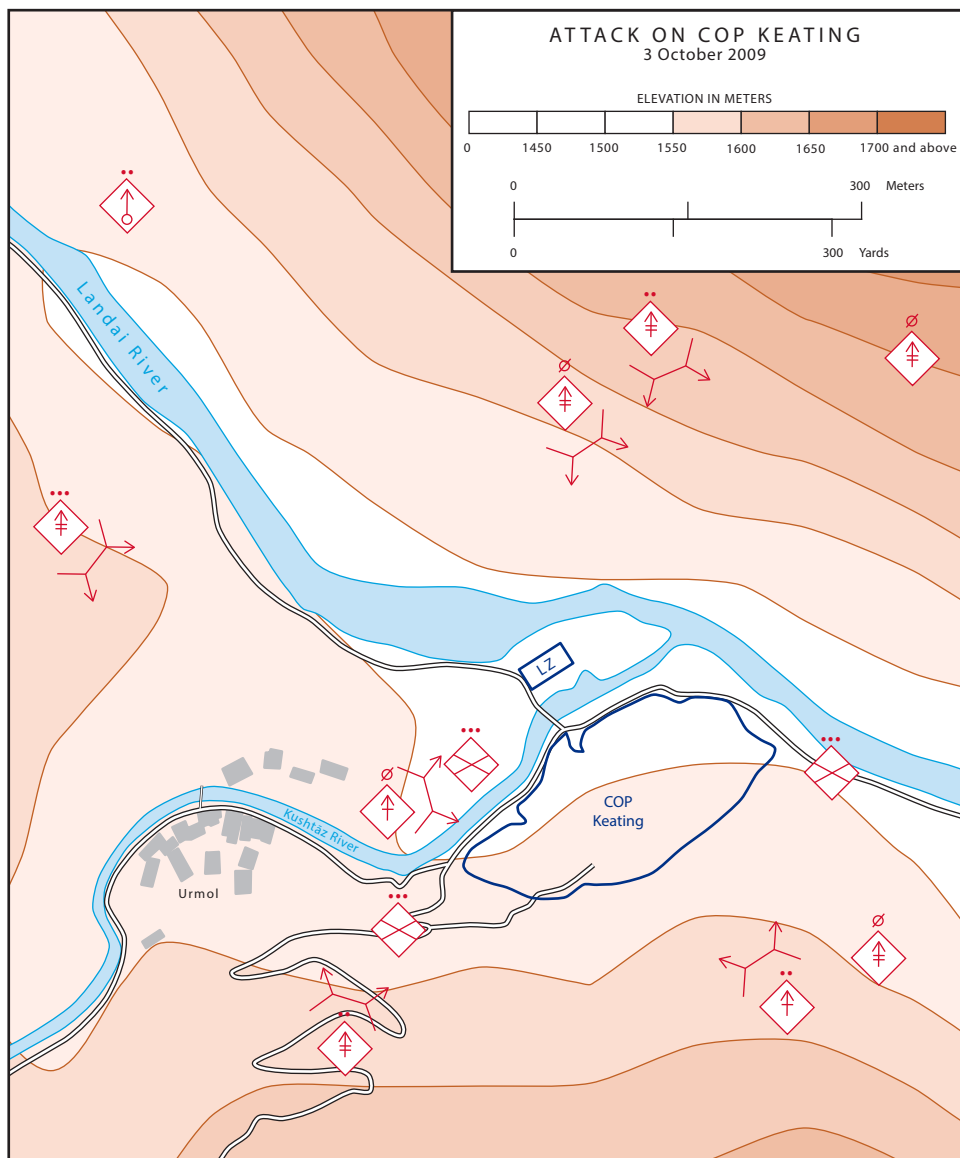 ATTACK ON COP KEATING
3 October 2009
ELEVATION IN METERS
0 1450 1500 1550 1600 1650 1700 and above
0 300 Meters
0 300 Yards
Landai River
LZ
COP
Keating
Kushtāz River
Urmol